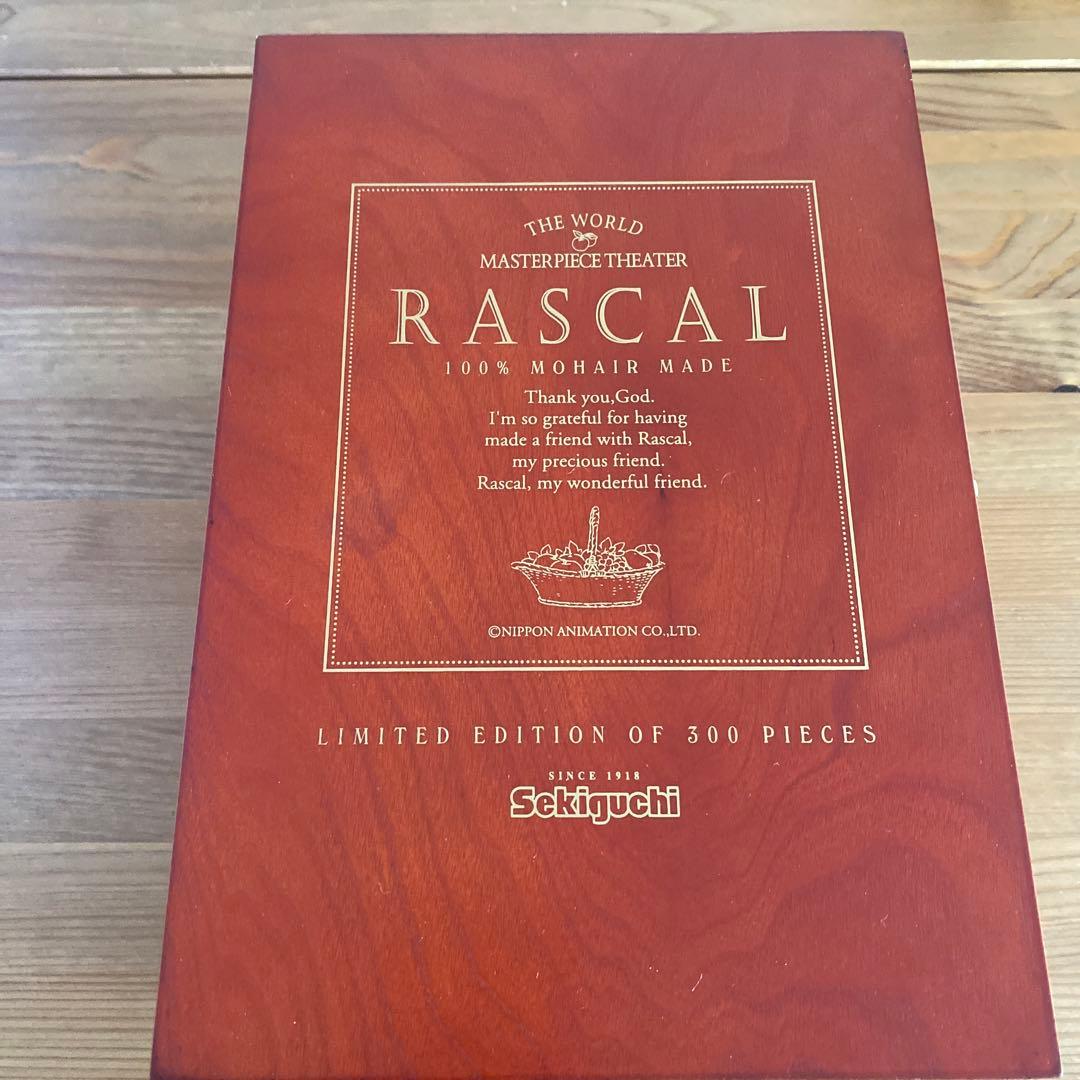 THE WORLD
MASTERPIECE THEATER
RASCAL
100% MOHAIR MADE
Thank you,God.
I'm so grateful for having
made a friend with Rascal,
my precious friend.
Rascal, my wonderful friend.
©NIPPON ANIMATION CO.,LTD.
LIMITED EDITION OF 300 PIECES
SINCE 1918
Sekiguchi